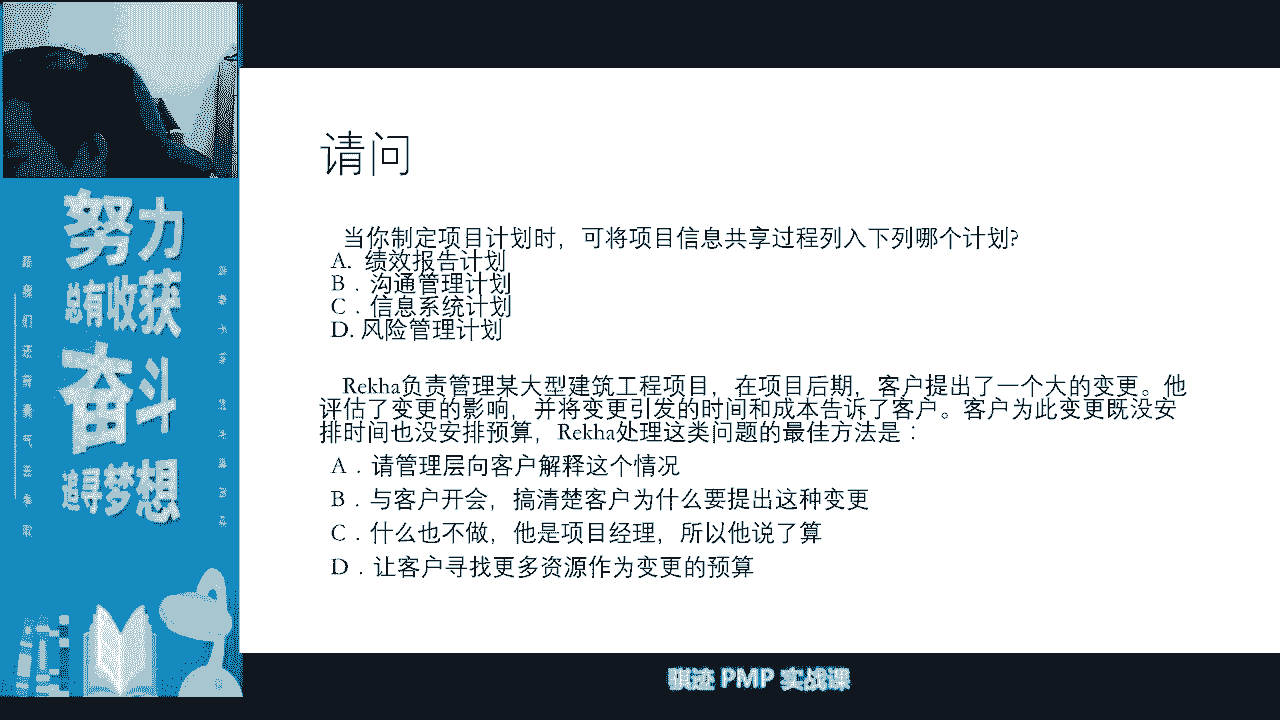 努力
总有收获
奋斗
追寻梦想
请问
当你制定项目计划时，可将项目信息共享过程列入下列哪个计划?
A. 绩效报告计划
B．沟通管理计划
C．信息系统计划
D. 风险管理计划
Rekha负责管理某大型建筑工程项目，在项目后期，客户提出了一个大的变更。他
评估了变更的影响，并将变更引发的时间和成本告诉了客户。客户为此变更既没安
排时间也没安排预算，Rekha处理这类问题的最佳方法是：
A．请管理层向客户解释这个情况
B．与客户开会，搞清楚客户为什么要提出这种变更
C．什么也不做，他是项目经理，所以他说了算
D．让客户寻找更多资源作为变更的预算
骐迹 PMP 实战课